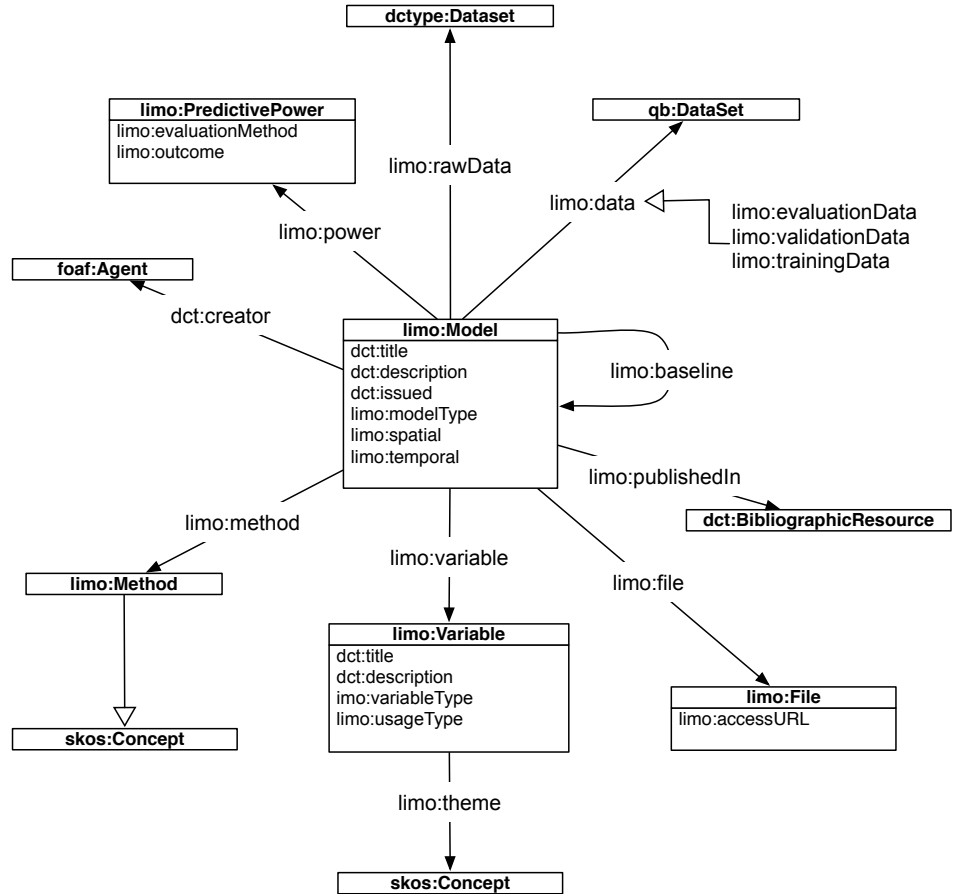 dctype:Dataset
limo:PredictivePower
limo:evaluationMethod
limo:outcome
qb:DataSet
limo:rawData
limo:data
limo:evaluationData
limo:validationData
limo:trainingData
limo:power
foaf:Agent
dct:creator
limo:Model
dct:title
dct:description
dct:issued
limo:modelType
limo:spatial
limo:temporal
limo:baseline
limo:publishedIn
dct:BibliographicResource
limo:method
limo:variable
limo:file
limo:Method
limo:Variable
dct:title
dct:description
imo:variableType
limo:usageType
limo:File
limo:accessURL
skos:Concept
limo:theme
skos:Concept